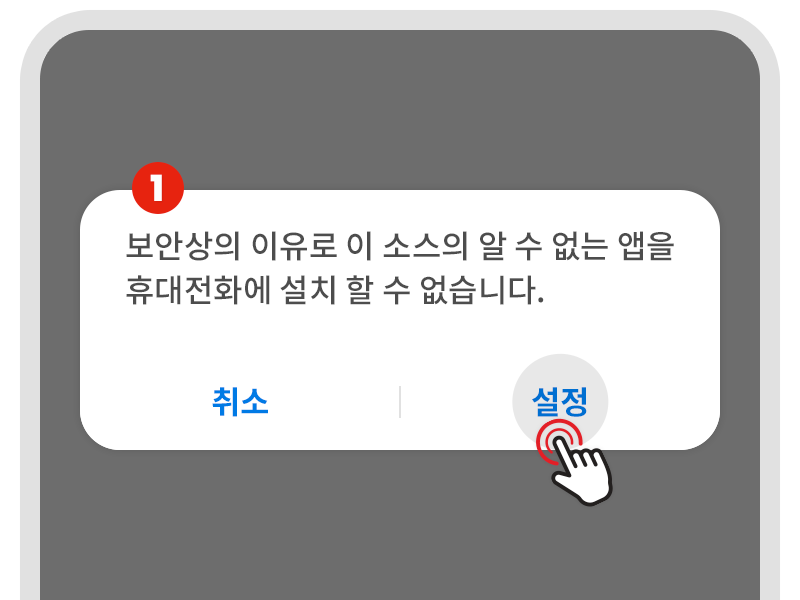 1
보안상의 이유로 이 소스의 알 수 없는 앱을
휴대전화에 설치 할 수 없습니다.
취소
설정